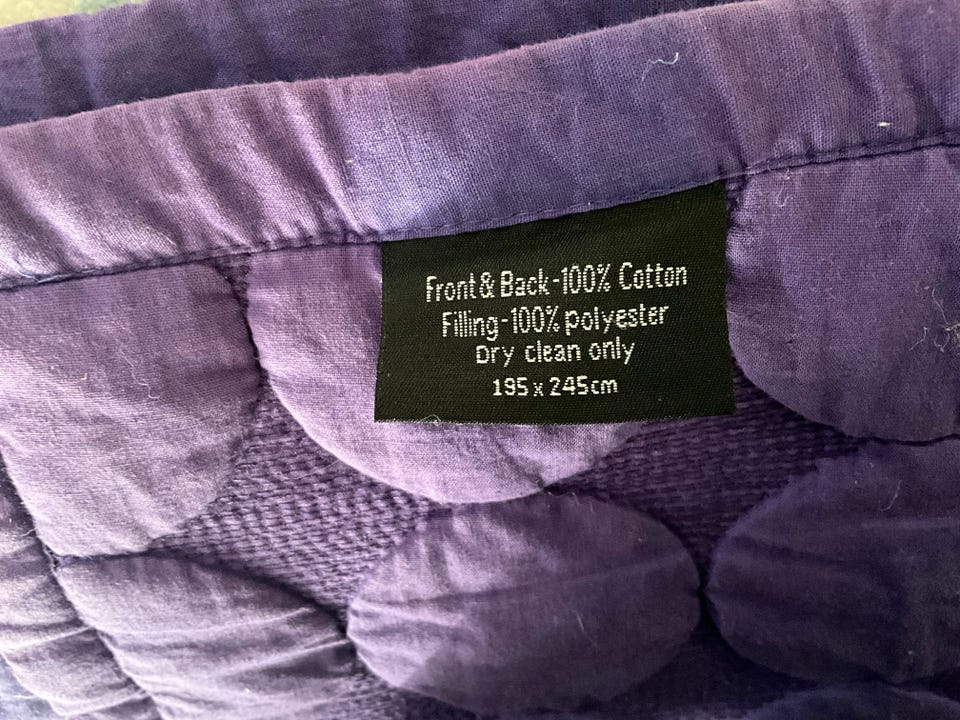 Front & Back-100% Cotton
Filling-100% polyester
Dry clean only
195 x 245cm